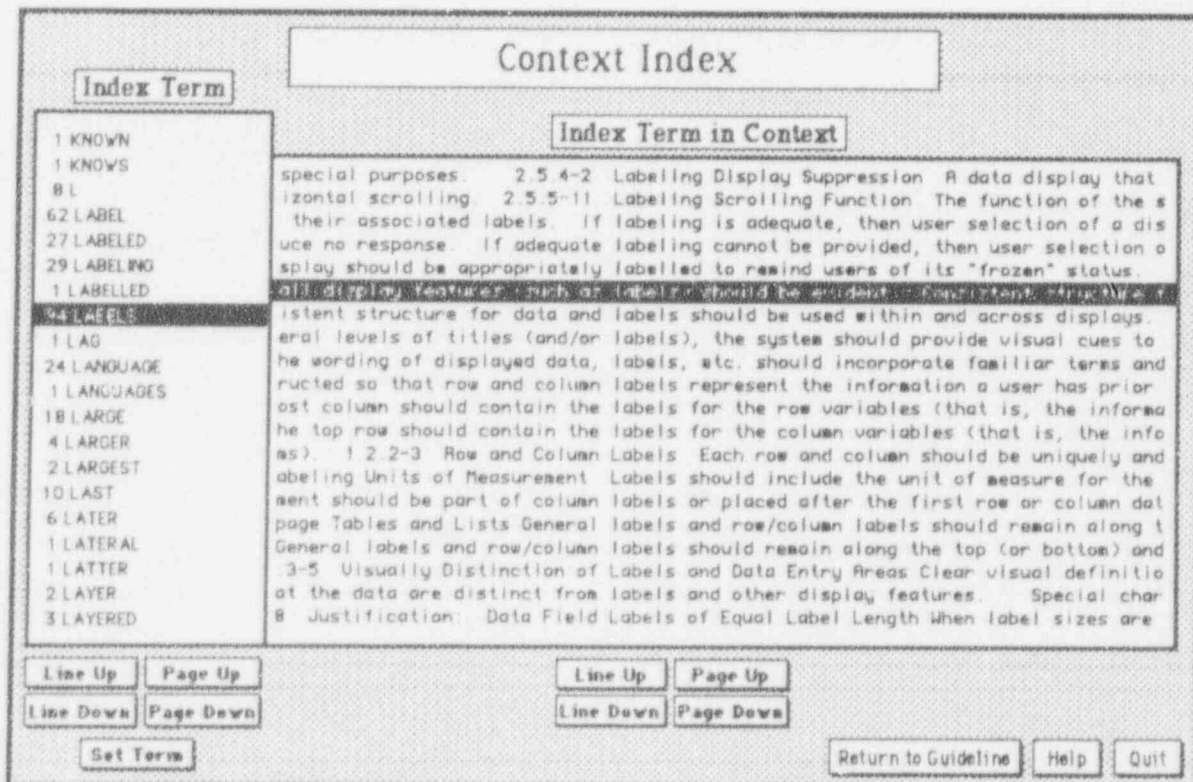 Context Index
Index Term
Index Term in Context
1 KNOWN
1 KNOWS
8 L
62 LABEL
27 LABELED
29 LABELING
1 LABELLED
94 LABELS
1 LAG
24 LANGUAGE
1 LANGUAGES
18 LARGE
4 LARGER
2 LARGEST
10 LAST
6 LATER
1 LATERAL
1 LATTER
2 LAYER
3 LAYERED
special purposes. 2.5.4-2 Labeling Display Suppression A data display that
izontal scrolling. 2.5.5-11 Labeling Scrolling Function The function of the s
their associated labels. If labeling is adequate, then user selection of a dis
uce no response. If adequate labeling cannot be provided, then user selection o
splay should be appropriately labelled to remind users of its "frozen" status.
all display features, such as labels, should be evident. Consistent structure f
istent structure for data and labels should be used within and across displays.
eral levels of titles (and/or labels), the system should provide visual cues to
he wording of displayed data, labels, etc. should incorporate familiar terms and
ructed so that row and column labels represent the information a user has prior
ost column should contain the labels for the row variables (that is, the informa
he top row should contain the labels for the column variables (that is, the info
ms). 1.2.2-3 Row and Column Labels Each row and column should be uniquely and
abeling Units of Measurement Labels should include the unit of measure for the
ment should be part of column labels or placed after the first row or column dat
page Tables and Lists General labels and row/column labels should remain along t
General labels and row/column labels should remain along the top (or bottom) and
.3-5 Visually Distinction of Labels and Data Entry Areas Clear visual definitio
at the data are distinct from labels and other display features. Special char
8 Justification: Data Field Labels of Equal Label Length When label sizes are
Line Up Page Up
Line Down Page Down
Set Term
Line Up Page Up
Line Down Page Down
Return to Guideline Help Quit